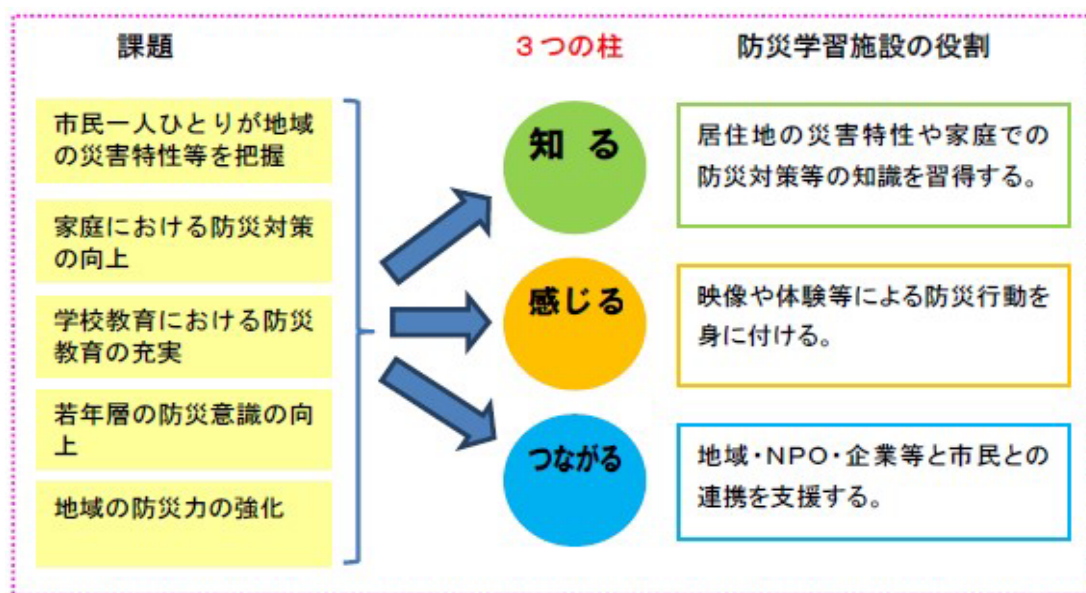 課題
市民一人ひとりが地域
の災害特性等を把握
家庭における防災対策
の向上
学校教育における防災
教育の充実
若年層の防災意識の向
上
地域の防災力の強化
３つの柱
知る
感じる
つながる
防災学習施設の役割
居住地の災害特性や家庭での
防災対策等の知識を習得する。
映像や体験等による防災行動を
身に付ける。
地域・NPO・企業等と市民との
連携を支援する。